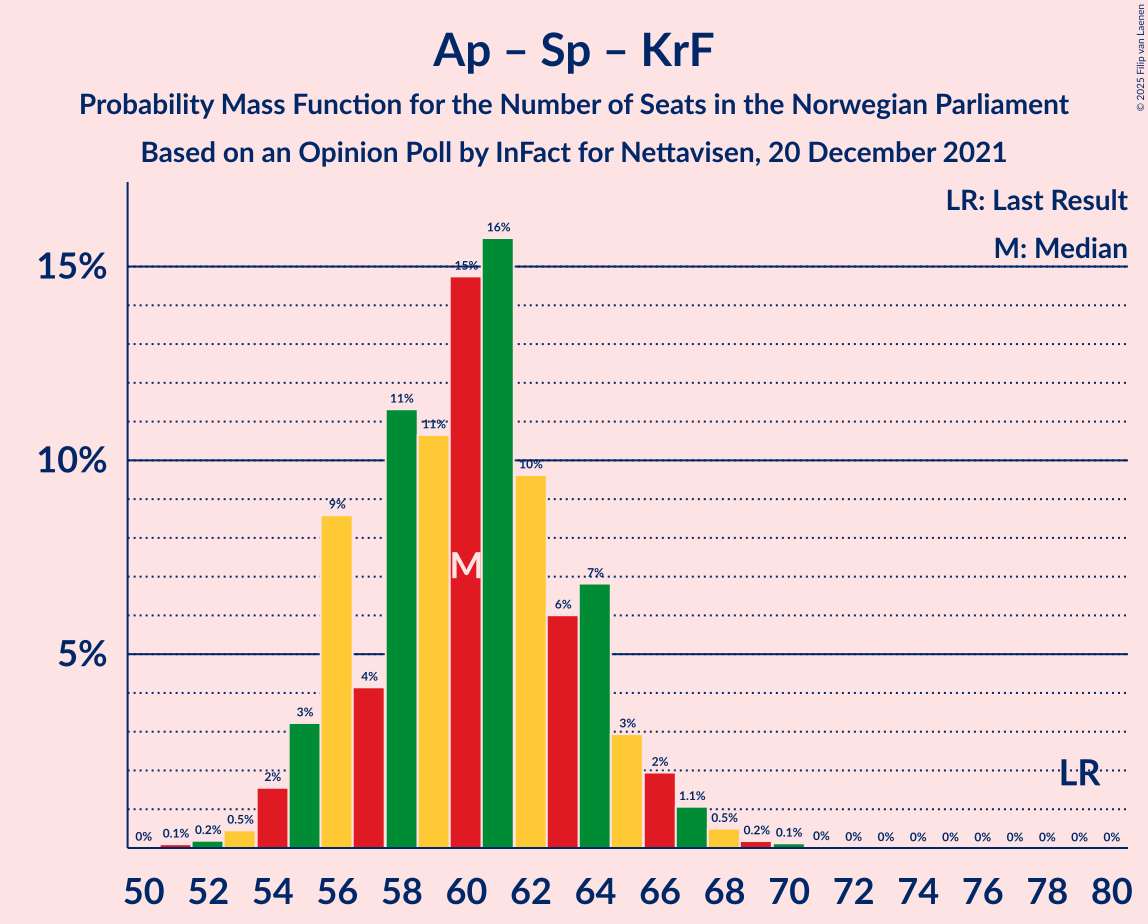 Ap – Sp – KrF
Probability Mass Function for the Number of Seats in the Norwegian Parliament
Based on an Opinion Poll by InFact for Nettavisen, 20 December 2021
© 2025 Filip van Laenen
LR: Last Result
M: Median
15%
10%
5%
0% 0.1% 0.2% 0.5% 2% 3% 9% 4% 11% 11% 15% 16% 10% 6% 7% 3% 2% 1.1% 0.5% 0.2% 0.1% 0% 0% 0% 0% 0% 0% 0% 0% 0% 0%
M
LR
50 52 54 56 58 60 62 64 66 68 70 72 74 76 78 80